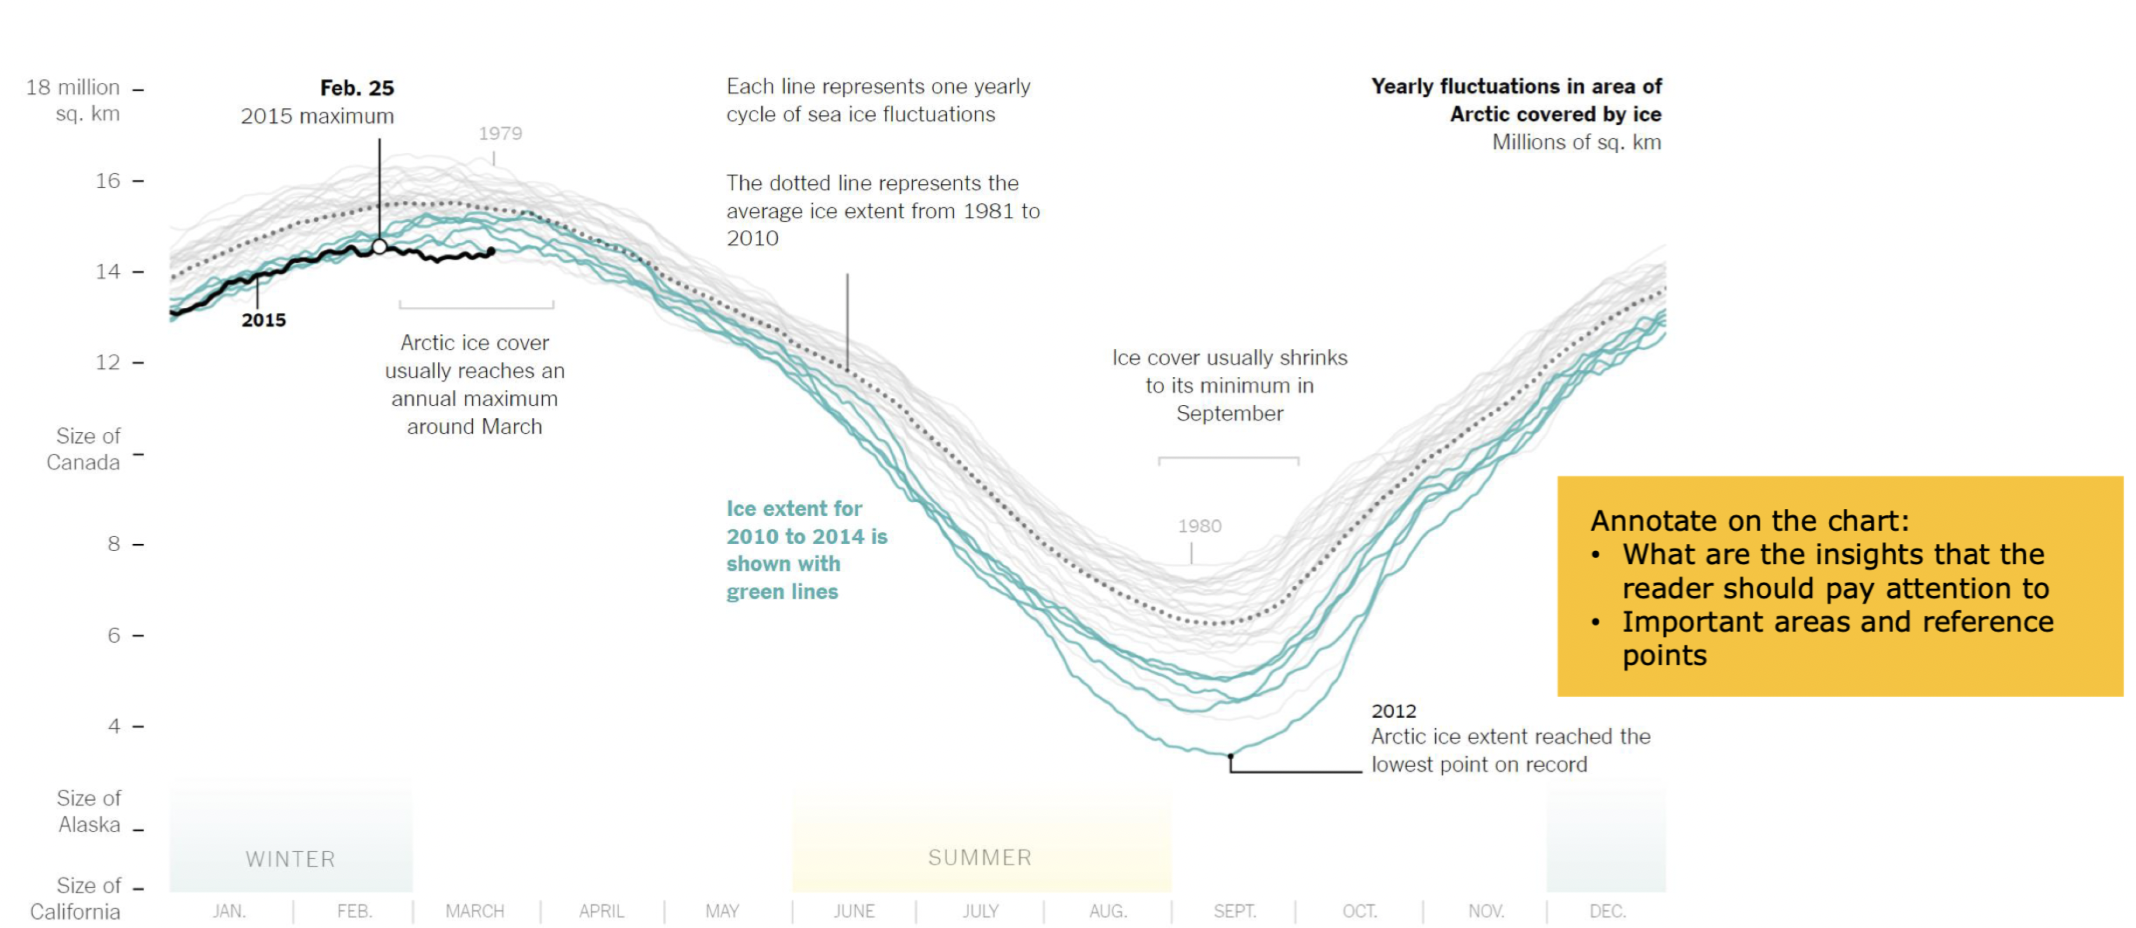 18 million
sq. km
16
14
12
Size of
Canada
8
6
4
Size of
Alaska
Size of
California
Feb. 25
2015 maximum
1979
2015
Arctic ice cover
usually reaches an
annual maximum
around March
Each line represents one yearly
cycle of sea ice fluctuations
The dotted line represents the
average ice extent from 1981 to
2010
Ice extent for
2010 to 2014 is
shown with
green lines
Yearly fluctuations in area of
Arctic covered by ice
Millions of sq. km
Ice cover usually shrinks
to its minimum in
September
1980
2012
Arctic ice extent reached the
lowest point on record
Annotate on the chart:
• What are the insights that the
reader should pay attention to
• Important areas and reference
points
WINTER
SUMMER
JAN.
FEB.
MARCH
APRIL
MAY
JUNE
JULY
AUG.
SEPT.
OCT.
NOV.
DEC.